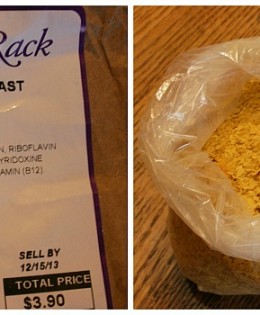 Rack
AST
N, RIBOFLAVIN
YRIDOXINE
AMIN (B12)
SELL BY
12/15/13
TOTAL PRICE
$3.90